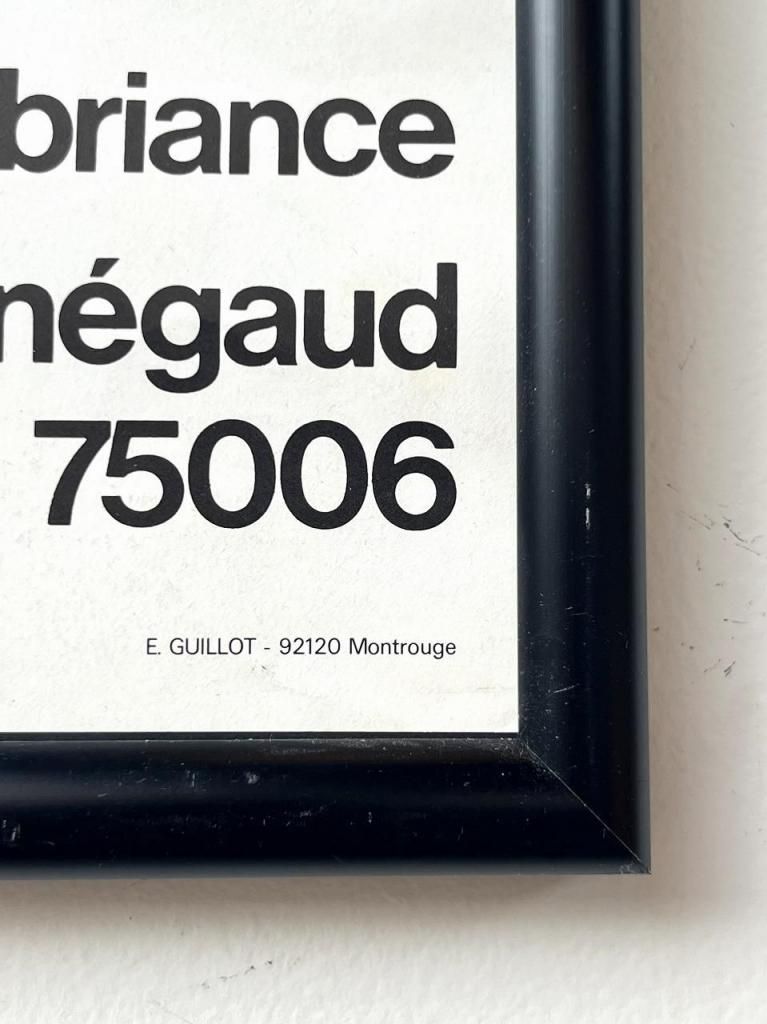 briance
négaud
75006
E. GUILLOT - 92120 Montrouge